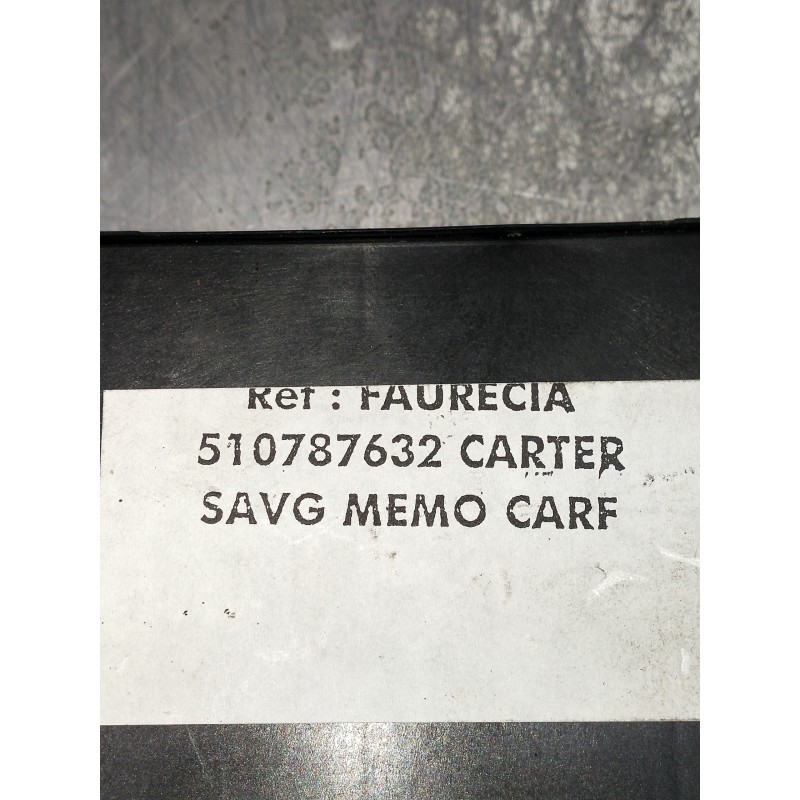 Ref : FAURECIA
510787632 CARTER
SAVG MEMO CARF